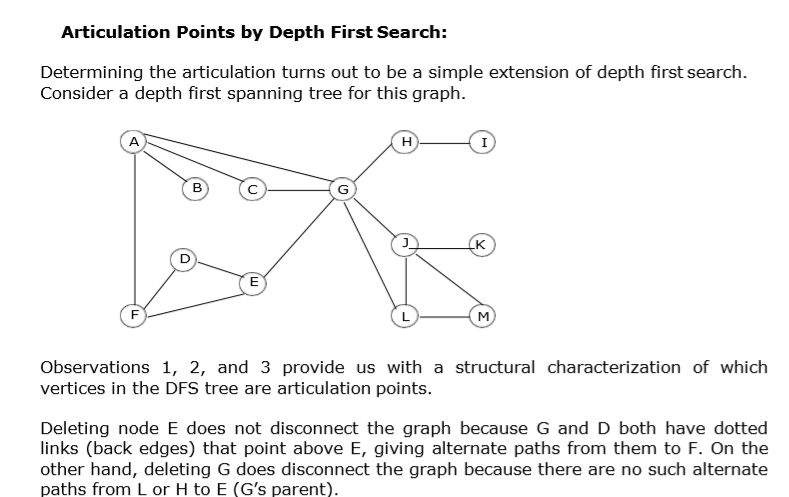 Articulation Points by Depth First Search:
Determining the articulation turns out to be a simple extension of depth first search.
Consider a depth first spanning tree for this graph.
A
H
I
B
C
G
J
K
D
E
F
L
M
Observations 1, 2, and 3 provide us with a structural characterization of which
vertices in the DFS tree are articulation points.
Deleting node E does not disconnect the graph because G and D both have dotted
links (back edges) that point above E, giving alternate paths from them to F. On the
other hand, deleting G does disconnect the graph because there are no such alternate
paths from L or H to E (G’s parent).